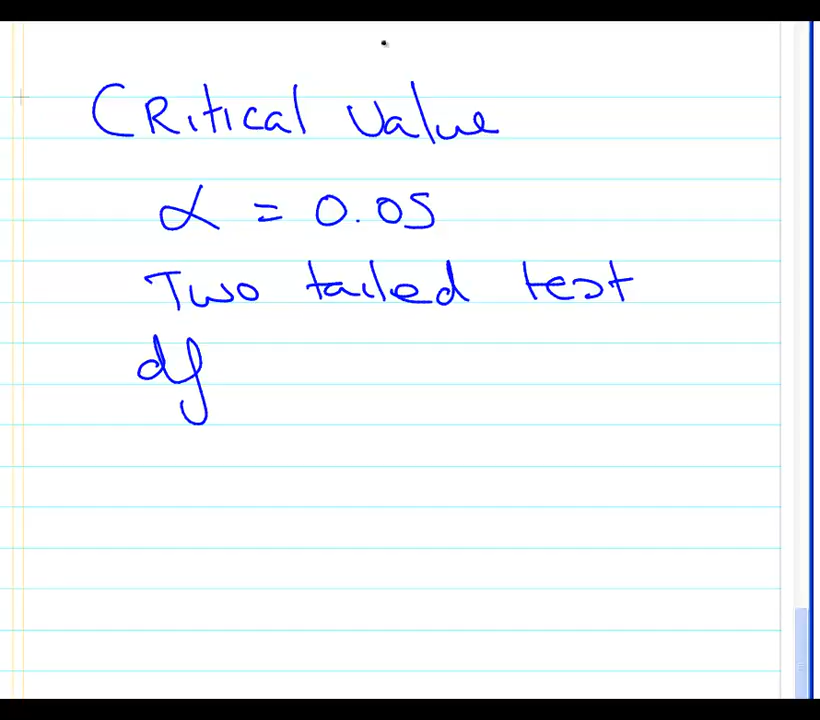 Critical Value
α = 0.05
Two tailed test
df